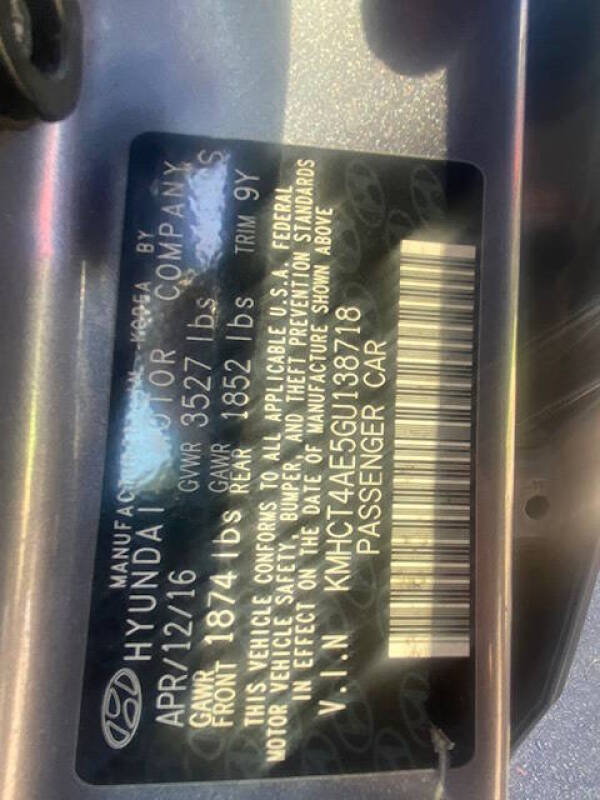 MANUFACTURED BY
HYUNDAI MOTOR COMPANY
APR/12/16 GVWR 3527 lbs
GAWR FRONT 1874 lbs GAWR REAR 1852 lbs TRIM 9Y
THIS VEHICLE CONFORMS TO ALL APPLICABLE U.S.A. FEDERAL
MOTOR VEHICLE SAFETY, BUMPER, AND THEFT PREVENTION STANDARDS
IN EFFECT ON THE DATE OF MANUFACTURE SHOWN ABOVE
V.I.N KMHCT4AE5GU138718
PASSENGER CAR